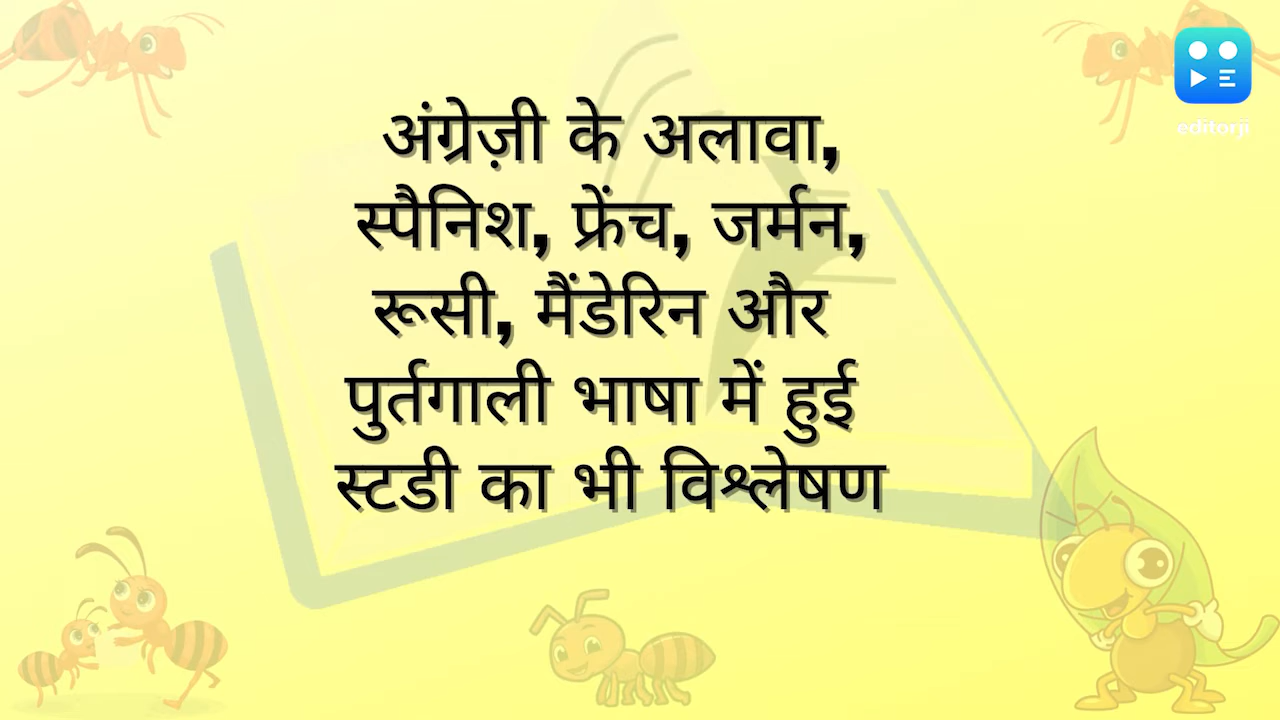 अंग्रेज़ी के अलावा,
स्पैनिश, फ्रेंच, जर्मन,
रूसी, मैंडेरिन और
पुर्तगाली भाषा में हुई
स्टडी का भी विश्लेषण
editorji